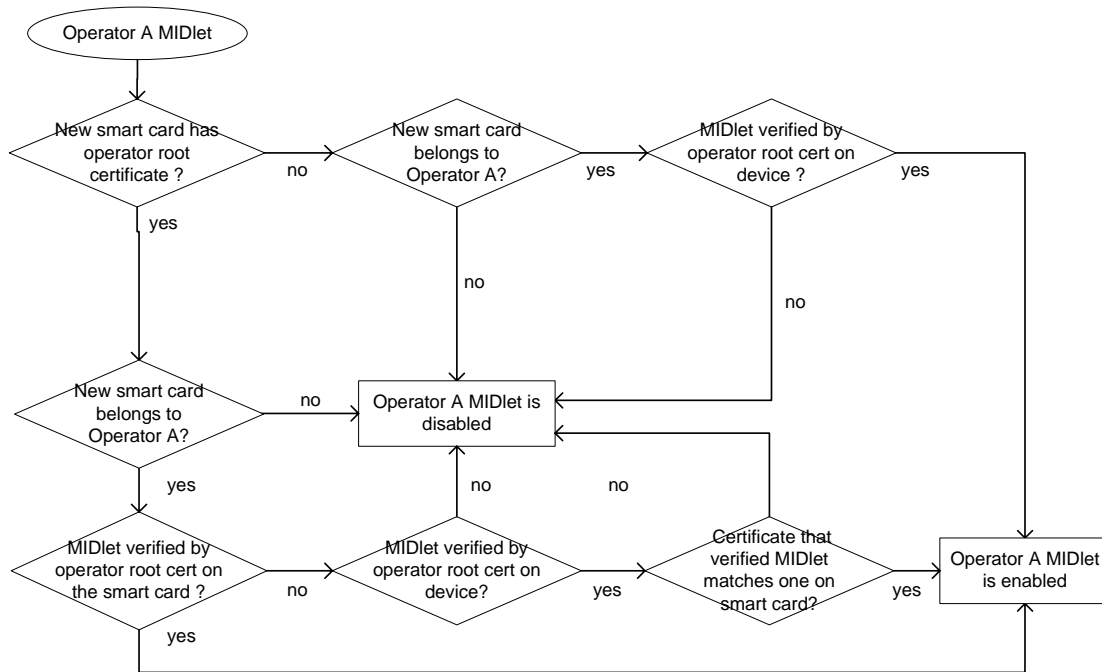 Operator A MIDlet
New smart card has
operator root
certificate ?
no
New smart card
belongs to
Operator A?
yes
MIDlet verified by
operator root cert on
device ?
yes
yes
no
no
New smart card
belongs to
Operator A?
no
Operator A MIDlet is
disabled
yes
no
no
MIDlet verified by
operator root cert on
the smart card ?
no
MIDlet verified by
operator root cert on
device?
yes
Certificate that
verified MIDlet
matches one on
smart card?
yes
Operator A MIDlet
is enabled
yes